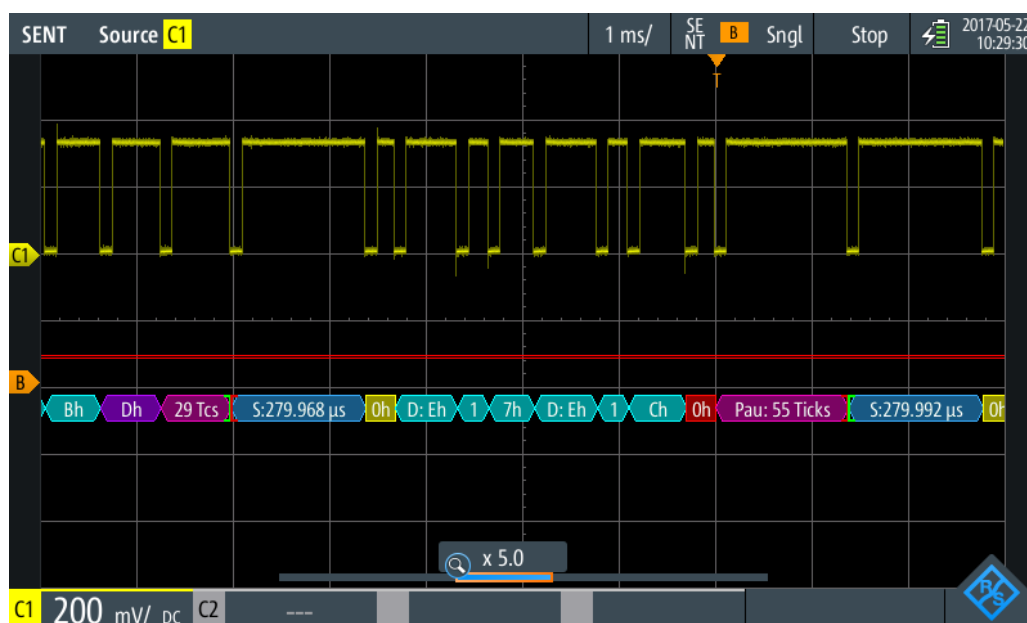 SENT Source C1 1 ms/ SENT B Sngl Stop 2017-05-22
10:29:30
T
C1
B
Bh Dh 29 Tcs S:279.968 µs 0h D: Eh 1 7h D: Eh 1 Ch 0h Pau: 55 Ticks S:279.992 µs 0h
x 5.0
C1 200 mV/ DC C2 ---
R&S